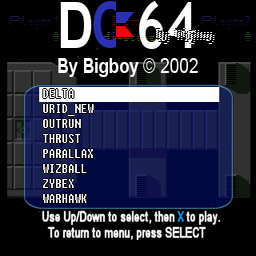 DC64
By Bigboy © 2002
DELTA
URID_NEW
OUTRUN
THRUST
PARALLAX
WIZBALL
ZYBEX
WARHAWK
Use Up/Down to select, then X to play.
To return to menu, press SELECT